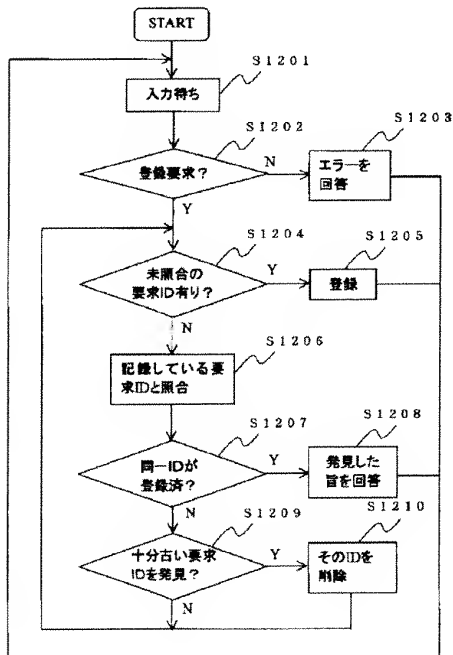 START
S1201
入力待ち
S1202
登録要求?
N
S1203
エラーを
回答
Y
S1204
未照合の
要求ID有り?
Y
S1205
登録
N
S1206
記録している要
求IDと照合
S1207
同一IDが
登録済?
Y
S1208
発見した
旨を回答
N
S1209
十分古い要求
IDを発見?
Y
S1210
そのIDを
削除
N